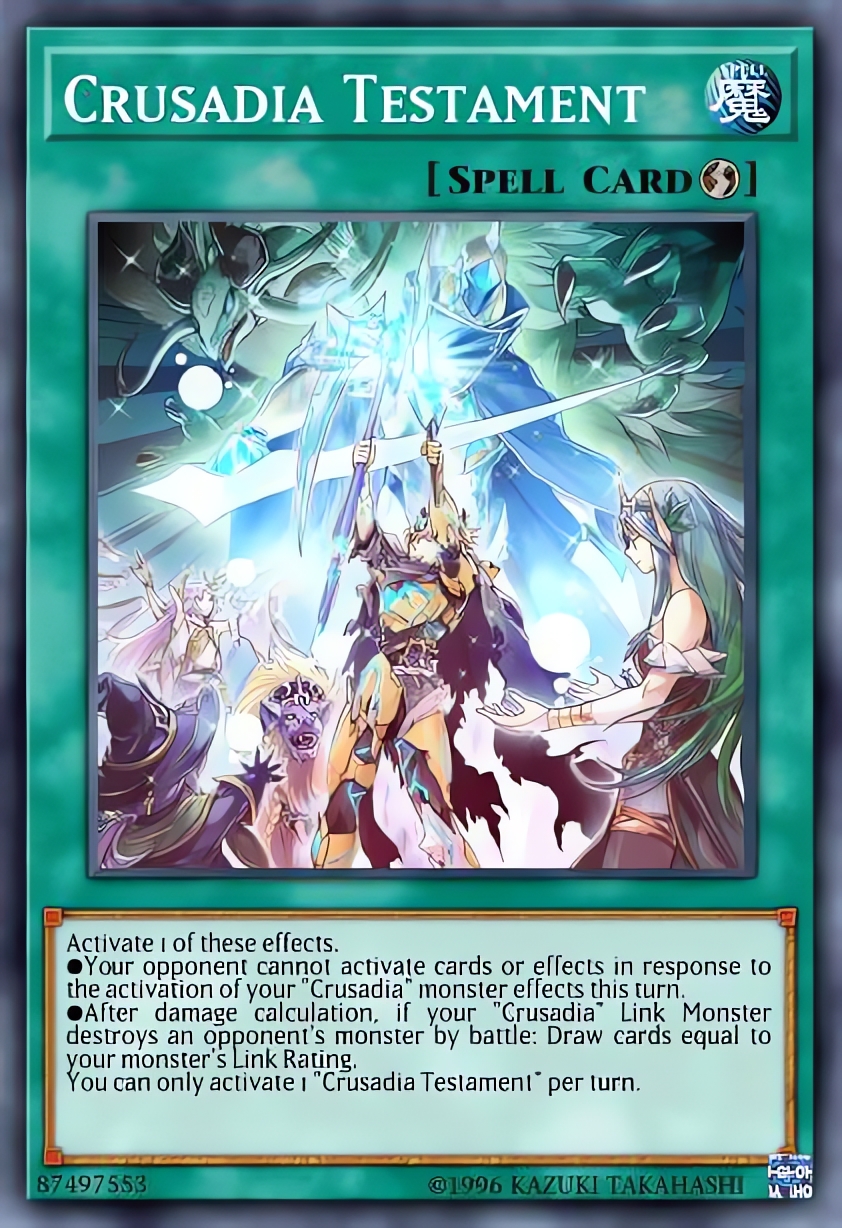 Crusadia Testament 魔
[Spell Card]
Activate 1 of these effects.
●Your opponent cannot activate cards or effects in response to
the activation of your "Crusadia" monster effects this turn.
●After damage calculation, if your "Crusadia" Link Monster
destroys an opponent's monster by battle: Draw cards equal to
your monster's Link Rating.
You can only activate 1 "Crusadia Testament" per turn.
87497553 ©1996 KAZUKI TAKAHASHI